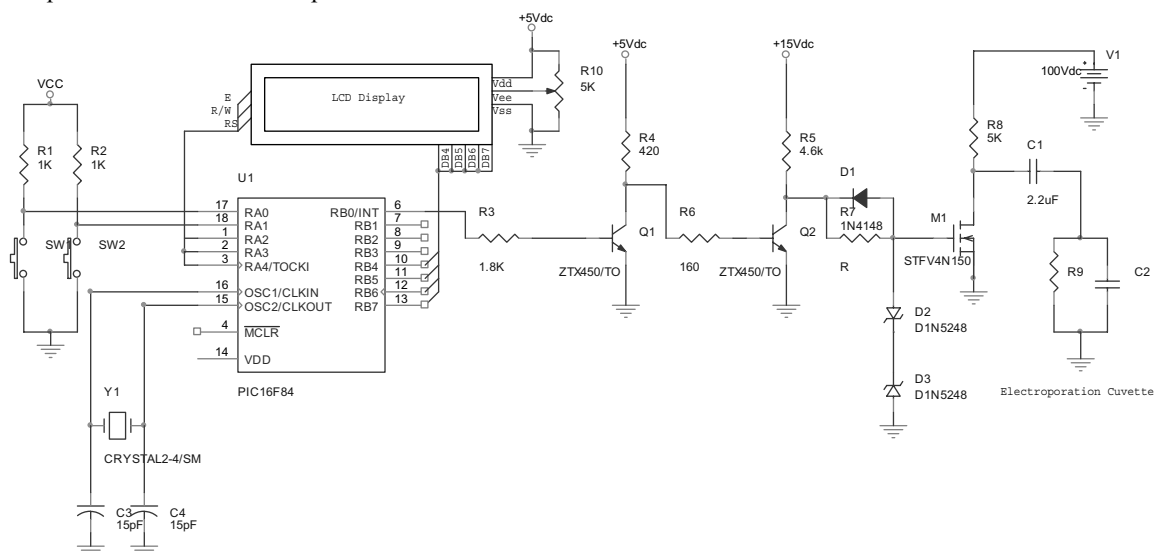 +5Vdc
+5Vdc
+15Vdc
V1
100Vdc
+
-
VCC
E
R/W
RS
LCD Display
Vdd
Vee
Vss
R10
5K
DB4
DB5
DB6
DB7
R1
1K
R2
1K
R4
420
R5
4.6k
R8
5K
C1
2.2uF
D1
U1
17
RA0
18
RA1
1
RA2
2
RA3
3
RA4/TOCKI
16
OSC1/CLKIN
15
OSC2/CLKOUT
4
MCLR
14
VDD
RB0/INT
6
RB1
7
RB2
8
RB3
9
RB4
10
RB5
11
RB6
12
RB7
13
PIC16F84
SW
SW2
R3
1.8K
Q1
ZTX450/TO
R6
160
Q2
ZTX450/TO
R7
1N4148
R
M1
STFV4N150
R9
C2
D2
D1N5248
D3
D1N5248
Electroporation Cuvette
Y1
CRYSTAL2-4/SM
C3
15pF
C4
15pF